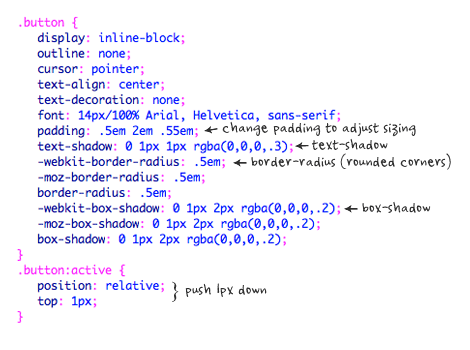 .button {
display: inline-block;
outline: none;
cursor: pointer;
text-align: center;
text-decoration: none;
font: 14px/100% Arial, Helvetica, sans-serif;
padding: .5em 2em .55em; ← change padding to adjust sizing
text-shadow: 0 1px 1px rgba(0,0,0,.3); ← text-shadow
-webkit-border-radius: .5em; ← border-radius (rounded corners)
-moz-border-radius: .5em;
border-radius: .5em;
-webkit-box-shadow: 0 1px 2px rgba(0,0,0,.2); ← box-shadow
-moz-box-shadow: 0 1px 2px rgba(0,0,0,.2);
box-shadow: 0 1px 2px rgba(0,0,0,.2);
}
.button:active {
position: relative;
top: 1px;
} push 1px down
}